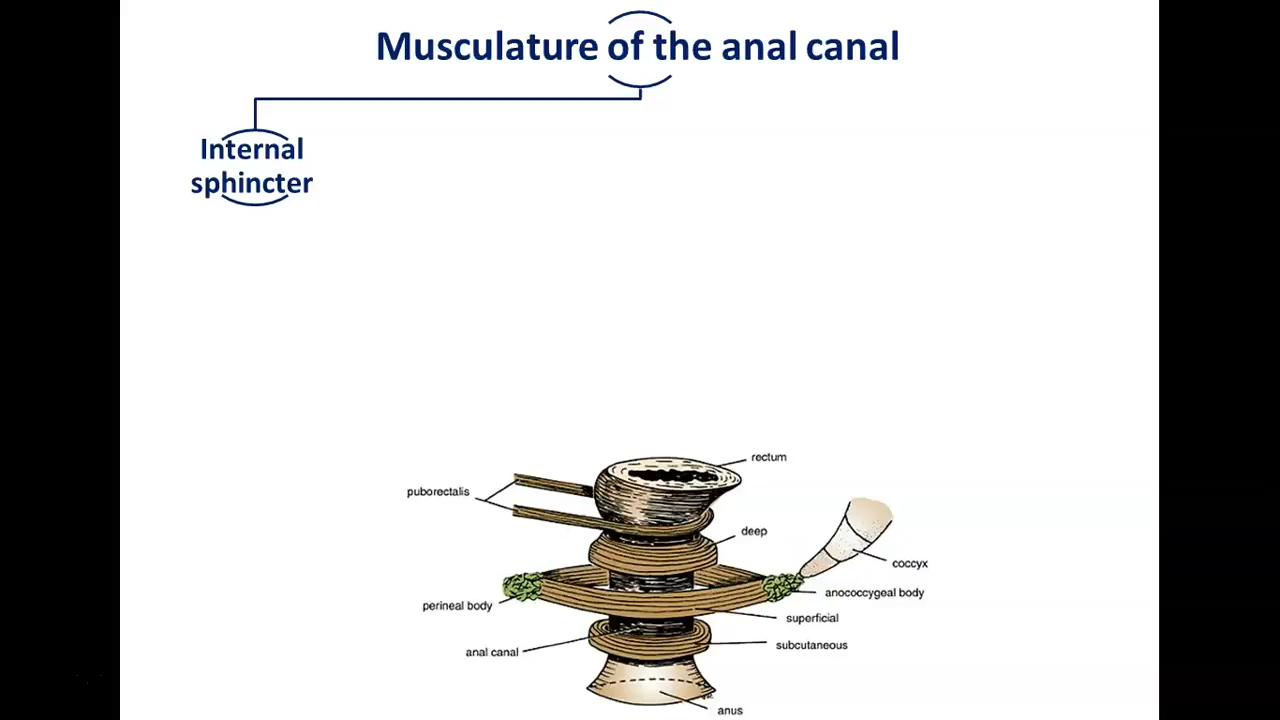 Musculature of the anal canal
Internal
sphincter
rectum
puborectalis
deep
coccyx
anococcygeal body
perineal body
superficial
subcutaneous
anal canal
anus